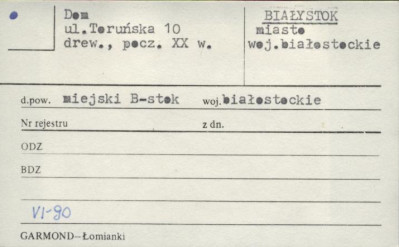 Dom
ul.Toruńska 10
drew., pocz. XX w.
BIAŁYSTOK
miasto
woj.białostockie
d.pow. miejski B-stok woj. białostockie
Nr rejestru z dn.
ODZ
BDZ
VI-90
GARMOND—Łomianki